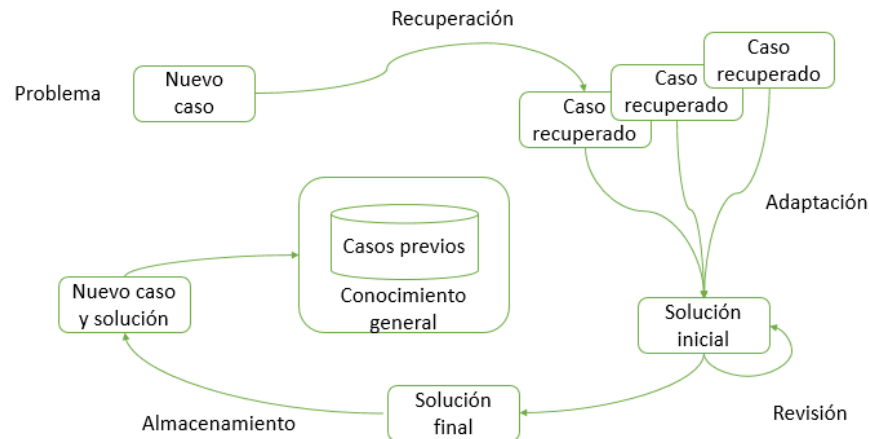 Recuperación
Problema
Nuevo
caso
Caso
recuperado
Caso
recuperado
Caso
recuperado
Adaptación
Casos previos
Conocimiento
general
Nuevo caso
y solución
Solución
inicial
Revisión
Solución
final
Almacenamiento